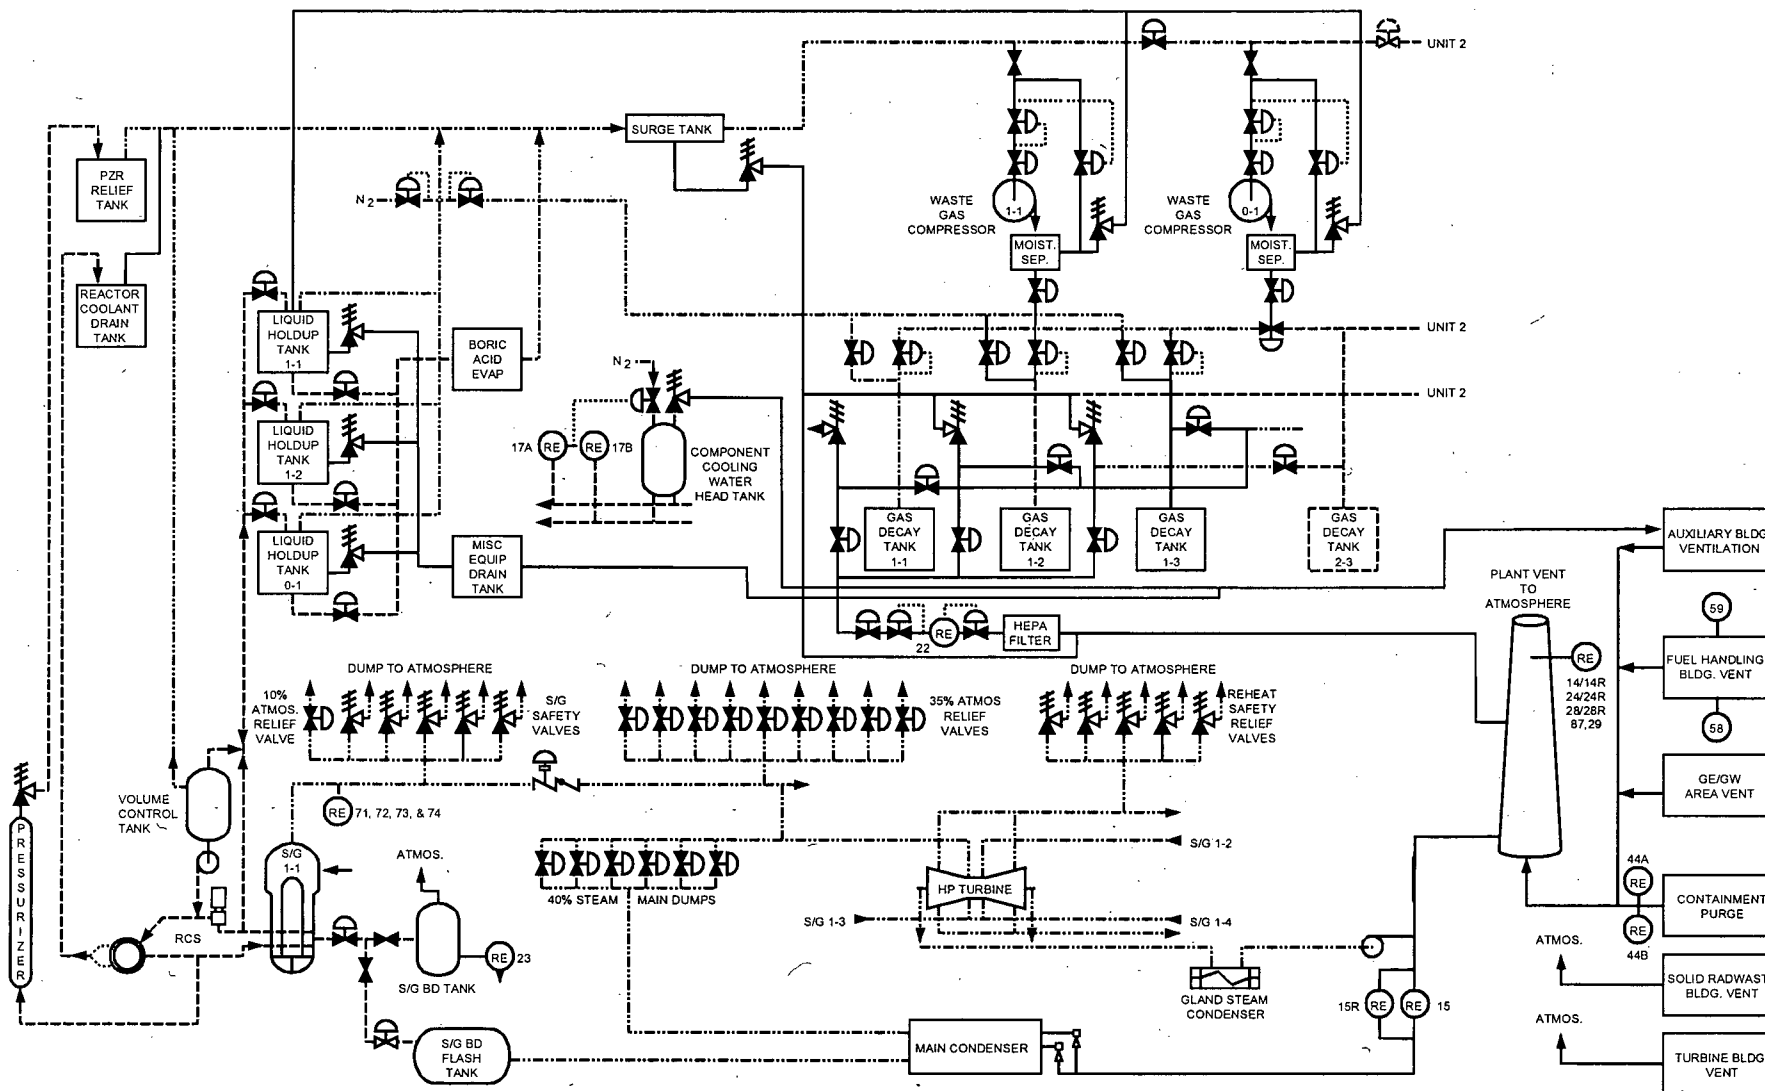 UNIT 2
SURGE TANK
PZR
RELIEF
TANK
N2
WASTE
GAS
COMPRESSOR
1-1
WASTE
GAS
COMPRESSOR
0-1
MOIST.
SEP.
MOIST.
SEP.
REACTOR
COOLANT
DRAIN
TANK
LIQUID
HOLDUP
TANK
1-1
BORIC
ACID
EVAP
UNIT 2
N2
UNIT 2
LIQUID
HOLDUP
TANK
1-2
17A
RE
RE
17B
COMPONENT
COOLING
WATER
HEAD TANK
LIQUID
HOLDUP
TANK
0-1
MISC
EQUIP
DRAIN
TANK
GAS
DECAY
TANK
1-1
GAS
DECAY
TANK
1-2
GAS
DECAY
TANK
1-3
GAS
DECAY
TANK
2-3
AUXILIARY BLDG
VENTILATION
PLANT VENT
TO
ATMOSPHERE
59
RE
22
HEPA
FILTER
FUEL HANDLING
BLDG. VENT
58
RE
14/14R
24/24R
28/28R
87,29
DUMP TO ATMOSPHERE
DUMP TO ATMOSPHERE
DUMP TO ATMOSPHERE
10%
ATMOS.
RELIEF
VALVE
S/G
SAFETY
VALVES
35% ATMOS
RELIEF
VALVES
REHEAT
SAFETY
RELIEF
VALVES
GE/GW
AREA VENT
VOLUME
CONTROL
TANK
RE
71, 72, 73, & 74
PRESSURIZER
S/G
1-1
ATMOS.
40% STEAM MAIN DUMPS
S/G 1-2
HP TURBINE
S/G 1-3
S/G 1-4
44A
RE
RE
44B
CONTAINMENT
PURGE
RCS
RE
23
S/G BD TANK
GLAND STEAM
CONDENSER
15R
RE
RE
15
ATMOS.
SOLID RADWAST
BLDG. VENT
ATMOS.
S/G BD
FLASH
TANK
MAIN CONDENSER
TURBINE BLDG
VENT